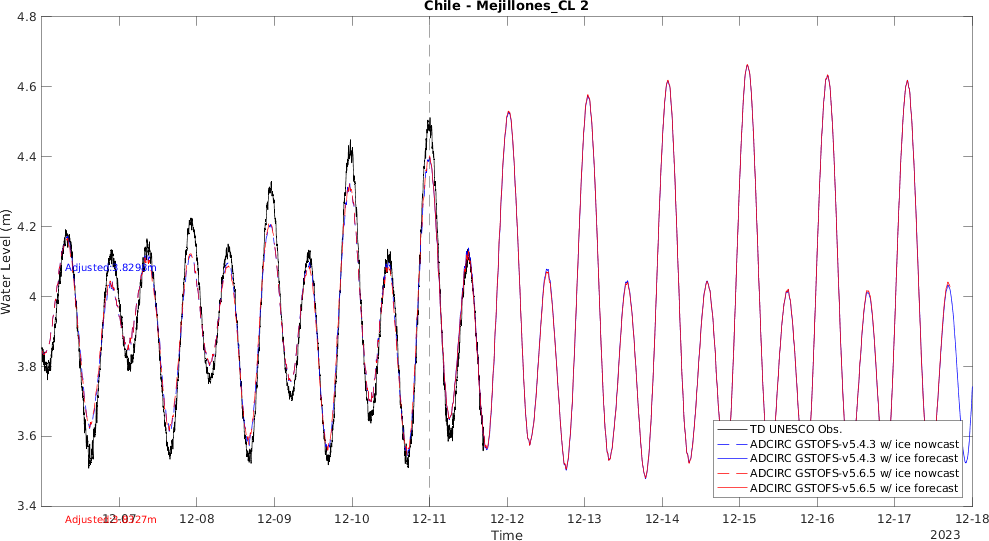 Chile - Mejillones_CL 2
4.8
4.6
4.4
4.2
4
3.8
3.6
3.4
Water Level (m)
TD UNESCO Obs.
ADCIRC GSTOFS-v5.4.3 w/ ice nowcast
ADCIRC GSTOFS-v5.4.3 w/ ice forecast
ADCIRC GSTOFS-v5.6.5 w/ ice nowcast
ADCIRC GSTOFS-v5.6.5 w/ ice forecast
12-07 12-08 12-09 12-10 12-11 12-12 12-13 12-14 12-15 12-16 12-17 12-18
Time
2023